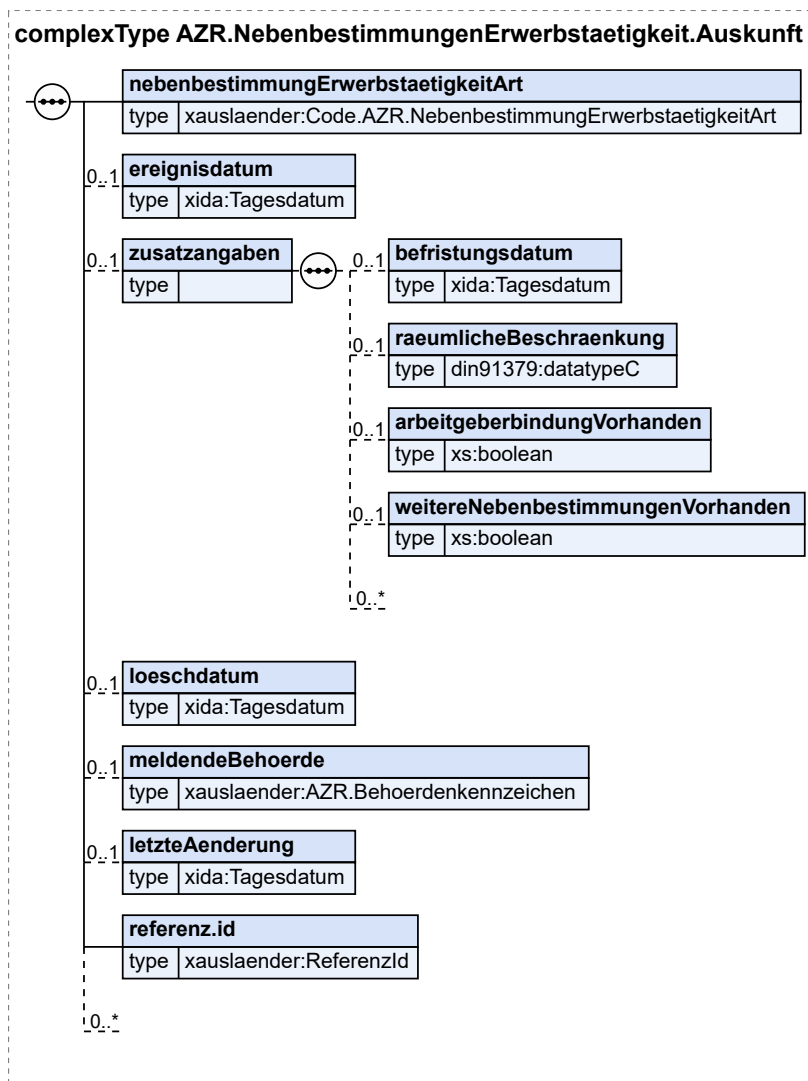 complexType AZR.NebenbestimmungenErwerbstaetigkeit.Auskunft
nebenbestimmungErwerbstaetigkeitArt
type xauslaender:Code.AZR.NebenbestimmungErwerbstaetigkeitArt
0..1 ereignisdatum
type xida:Tagesdatum
0..1 zusatzangaben
type
0..1 befristungsdatum
type xida:Tagesdatum
0..1 raeumlicheBeschraenkung
type din91379:datatypeC
0..1 arbeitgeberbindungVorhanden
type xs:boolean
0..1 weitereNebenbestimmungenVorhanden
type xs:boolean
0..*
0..1 loeschdatum
type xida:Tagesdatum
0..1 meldendeBehoerde
type xauslaender:AZR.Behoerdenkennzeichen
0..1 letzteAenderung
type xida:Tagesdatum
referenz.id
type xauslaender:ReferenzId
0..*